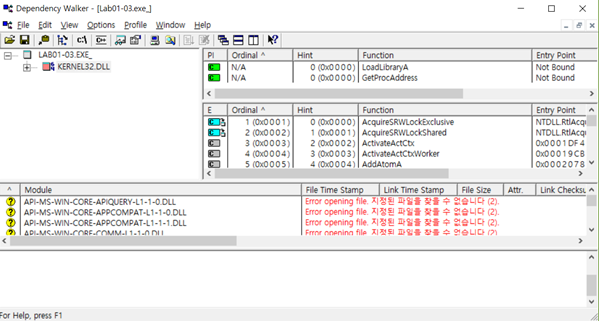 Dependency Walker - [Lab01-03.exe_]
File Edit View Options Profile Window Help
LAB01-03.EXE_
KERNEL32.DLL
PI Ordinal ^ Hint Function Entry Point
N/A 0 (0x0000) LoadLibraryA Not Bound
N/A 0 (0x0000) GetProcAddress Not Bound
E Ordinal ^ Hint Function Entry Point
1 (0x0001) 0 (0x0000) AcquireSRWLockExclusive NTDLL.RtlAcqu
2 (0x0002) 1 (0x0001) AcquireSRWLockShared NTDLL.RtlAcqu
3 (0x0003) 2 (0x0002) ActivateActCtx 0x0001DF4
4 (0x0004) 3 (0x0003) ActivateActCtxWorker 0x00019CB
5 (0x0005) 4 (0x0004) AddAtomA 0x0002078
^ Module File Time Stamp Link Time Stamp File Size Attr. Link Checksu
API-MS-WIN-CORE-APIQUERY-L1-1-0.DLL Error opening file. 지정된 파일을 찾을 수 없습니다 (2).
API-MS-WIN-CORE-APPCOMPAT-L1-1-0.DLL Error opening file. 지정된 파일을 찾을 수 없습니다 (2).
API-MS-WIN-CORE-APPCOMPAT-L1-1-1.DLL Error opening file. 지정된 파일을 찾을 수 없습니다 (2).
API-MS-WIN-CORE-COMM-L1-1-0.DLL Error opening file. 지정된 파일을 찾을 수 없습니다 (2).
For Help, press F1